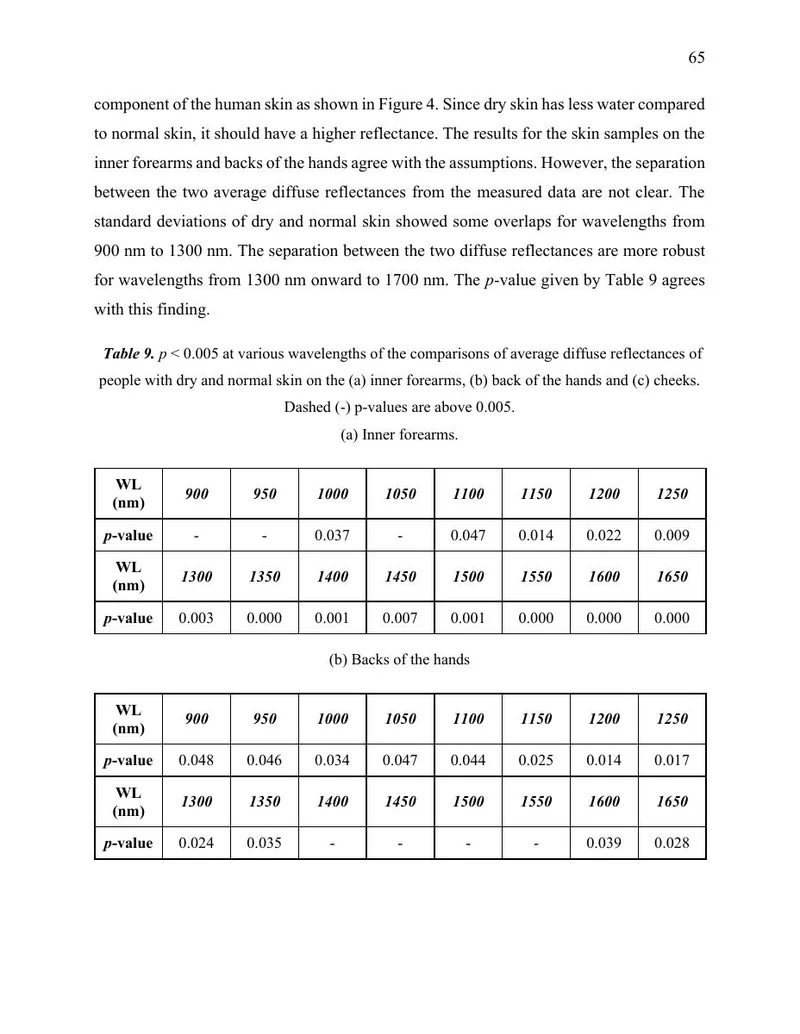 65
component of the human skin as shown in Figure 4. Since dry skin has less water compared
to normal skin, it should have a higher reflectance. The results for the skin samples on the
inner forearms and backs of the hands agree with the assumptions. However, the separation
between the two average diffuse reflectances from the measured data are not clear. The
standard deviations of dry and normal skin showed some overlaps for wavelengths from
900 nm to 1300 nm. The separation between the two diffuse reflectances are more robust
for wavelengths from 1300 nm onward to 1700 nm. The p-value given by Table 9 agrees
with this finding.
Table 9. p < 0.005 at various wavelengths of the comparisons of average diffuse reflectances of
people with dry and normal skin on the (a) inner forearms, (b) back of the hands and (c) cheeks.
Dashed (-) p-values are above 0.005.
(a) Inner forearms.
WL
(nm) 900 950 1000 1050 1100 1150 1200 1250
p-value - - 0.037 - 0.047 0.014 0.022 0.009
WL
(nm) 1300 1350 1400 1450 1500 1550 1600 1650
p-value 0.003 0.000 0.001 0.007 0.001 0.000 0.000 0.000
(b) Backs of the hands
WL
(nm) 900 950 1000 1050 1100 1150 1200 1250
p-value 0.048 0.046 0.034 0.047 0.044 0.025 0.014 0.017
WL
(nm) 1300 1350 1400 1450 1500 1550 1600 1650
p-value 0.024 0.035 - - - - 0.039 0.028